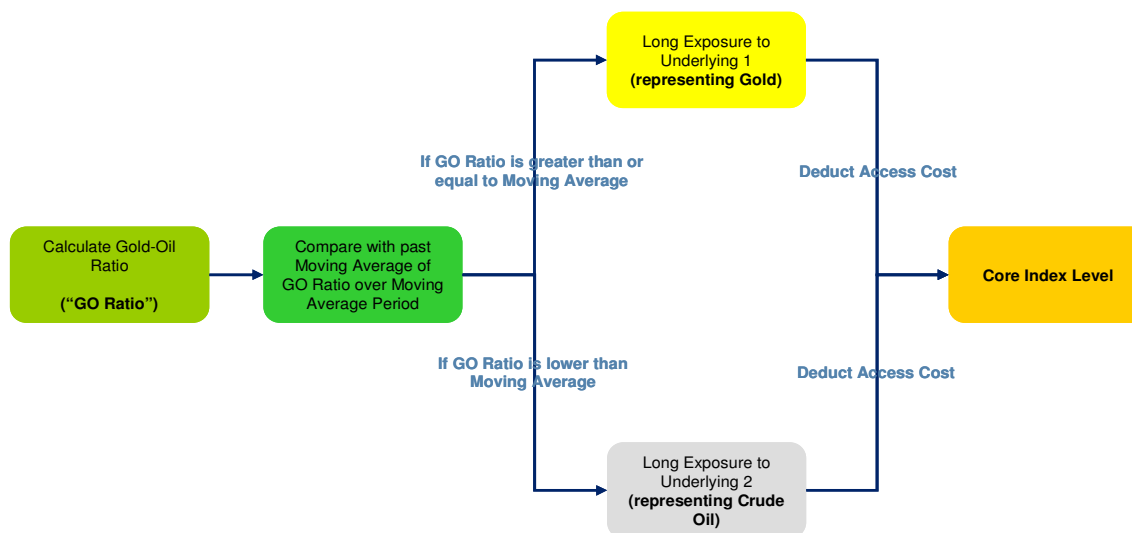 Calculate Gold-Oil
Ratio
(“GO Ratio”)
Compare with past
Moving Average of
GO Ratio over Moving
Average Period
If GO Ratio is greater than or
equal to Moving Average
Long Exposure to
Underlying 1
(representing Gold)
Deduct Access Cost
If GO Ratio is lower than
Moving Average
Long Exposure to
Underlying 2
(representing Crude
Oil)
Deduct Access Cost
Core Index Level